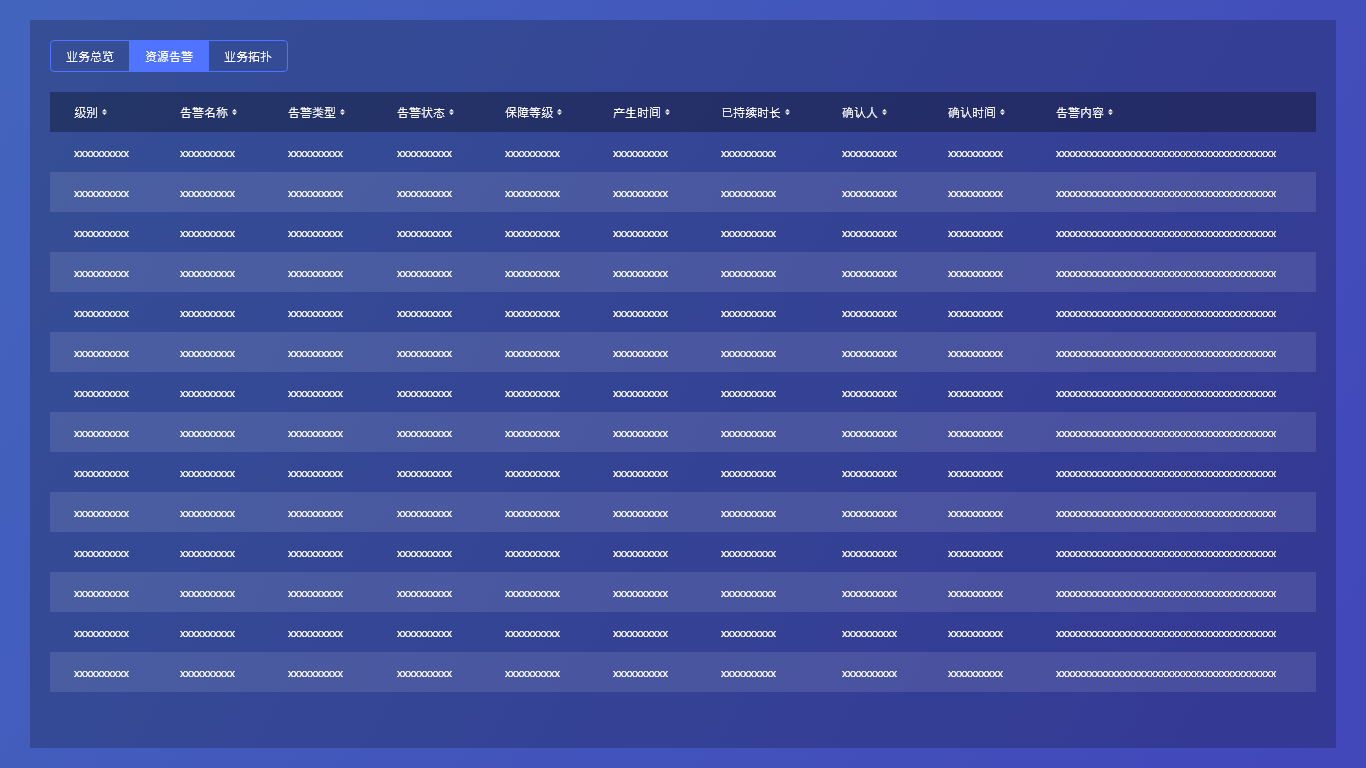 业务总览 资源告警 业务拓扑
级别 告警名称 告警类型 告警状态 保障等级 产生时间 已持续时长 确认人 确认时间 告警内容
xxxxxxxxxx xxxxxxxxxx xxxxxxxxxx xxxxxxxxxx xxxxxxxxxx xxxxxxxxxx xxxxxxxxxx xxxxxxxxxx xxxxxxxxxx xxxxxxxxxxxxxxxxxxxxxxxxxxxxxxxxxxxxxxxx
xxxxxxxxxx xxxxxxxxxx xxxxxxxxxx xxxxxxxxxx xxxxxxxxxx xxxxxxxxxx xxxxxxxxxx xxxxxxxxxx xxxxxxxxxx xxxxxxxxxxxxxxxxxxxxxxxxxxxxxxxxxxxxxxxx
xxxxxxxxxx xxxxxxxxxx xxxxxxxxxx xxxxxxxxxx xxxxxxxxxx xxxxxxxxxx xxxxxxxxxx xxxxxxxxxx xxxxxxxxxx xxxxxxxxxxxxxxxxxxxxxxxxxxxxxxxxxxxxxxxx
xxxxxxxxxx xxxxxxxxxx xxxxxxxxxx xxxxxxxxxx xxxxxxxxxx xxxxxxxxxx xxxxxxxxxx xxxxxxxxxx xxxxxxxxxx xxxxxxxxxxxxxxxxxxxxxxxxxxxxxxxxxxxxxxxx
xxxxxxxxxx xxxxxxxxxx xxxxxxxxxx xxxxxxxxxx xxxxxxxxxx xxxxxxxxxx xxxxxxxxxx xxxxxxxxxx xxxxxxxxxx xxxxxxxxxxxxxxxxxxxxxxxxxxxxxxxxxxxxxxxx
xxxxxxxxxx xxxxxxxxxx xxxxxxxxxx xxxxxxxxxx xxxxxxxxxx xxxxxxxxxx xxxxxxxxxx xxxxxxxxxx xxxxxxxxxx xxxxxxxxxxxxxxxxxxxxxxxxxxxxxxxxxxxxxxxx
xxxxxxxxxx xxxxxxxxxx xxxxxxxxxx xxxxxxxxxx xxxxxxxxxx xxxxxxxxxx xxxxxxxxxx xxxxxxxxxx xxxxxxxxxx xxxxxxxxxxxxxxxxxxxxxxxxxxxxxxxxxxxxxxxx
xxxxxxxxxx xxxxxxxxxx xxxxxxxxxx xxxxxxxxxx xxxxxxxxxx xxxxxxxxxx xxxxxxxxxx xxxxxxxxxx xxxxxxxxxx xxxxxxxxxxxxxxxxxxxxxxxxxxxxxxxxxxxxxxxx
xxxxxxxxxx xxxxxxxxxx xxxxxxxxxx xxxxxxxxxx xxxxxxxxxx xxxxxxxxxx xxxxxxxxxx xxxxxxxxxx xxxxxxxxxx xxxxxxxxxxxxxxxxxxxxxxxxxxxxxxxxxxxxxxxx
xxxxxxxxxx xxxxxxxxxx xxxxxxxxxx xxxxxxxxxx xxxxxxxxxx xxxxxxxxxx xxxxxxxxxx xxxxxxxxxx xxxxxxxxxx xxxxxxxxxxxxxxxxxxxxxxxxxxxxxxxxxxxxxxxx
xxxxxxxxxx xxxxxxxxxx xxxxxxxxxx xxxxxxxxxx xxxxxxxxxx xxxxxxxxxx xxxxxxxxxx xxxxxxxxxx xxxxxxxxxx xxxxxxxxxxxxxxxxxxxxxxxxxxxxxxxxxxxxxxxx
xxxxxxxxxx xxxxxxxxxx xxxxxxxxxx xxxxxxxxxx xxxxxxxxxx xxxxxxxxxx xxxxxxxxxx xxxxxxxxxx xxxxxxxxxx xxxxxxxxxxxxxxxxxxxxxxxxxxxxxxxxxxxxxxxx
xxxxxxxxxx xxxxxxxxxx xxxxxxxxxx xxxxxxxxxx xxxxxxxxxx xxxxxxxxxx xxxxxxxxxx xxxxxxxxxx xxxxxxxxxx xxxxxxxxxxxxxxxxxxxxxxxxxxxxxxxxxxxxxxxx
xxxxxxxxxx xxxxxxxxxx xxxxxxxxxx xxxxxxxxxx xxxxxxxxxx xxxxxxxxxx xxxxxxxxxx xxxxxxxxxx xxxxxxxxxx xxxxxxxxxxxxxxxxxxxxxxxxxxxxxxxxxxxxxxxx